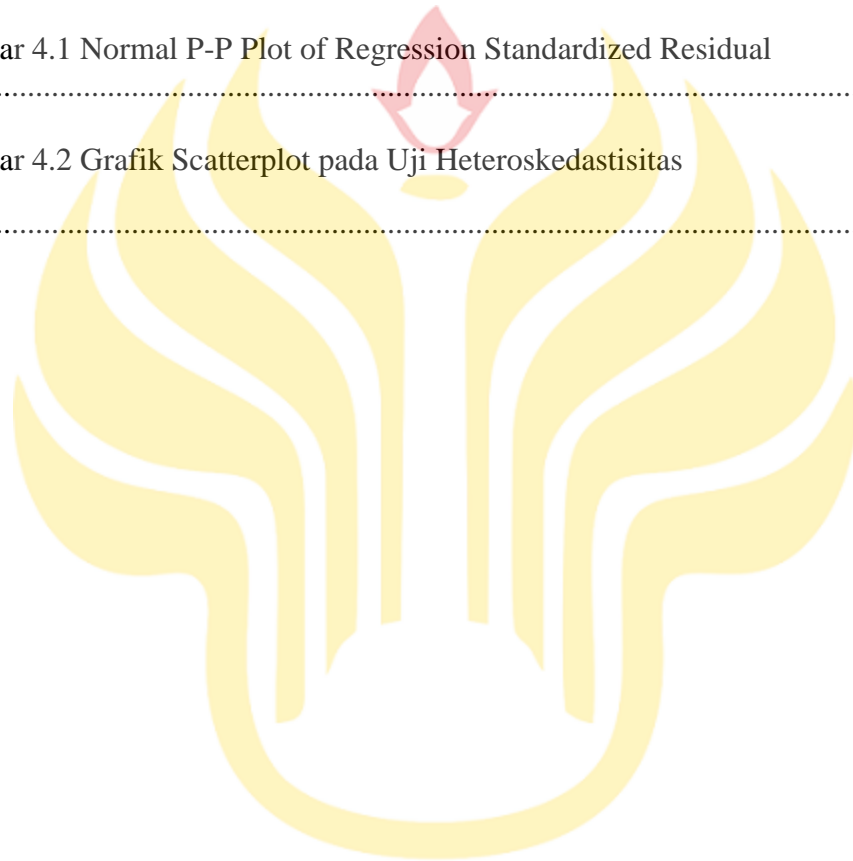 ar 4.1 Normal P-P Plot of Regression Standardized Residual
..........................................................................................................
ar 4.2 Grafik Scatterplot pada Uji Heteroskedastisitas
..........................................................................................................